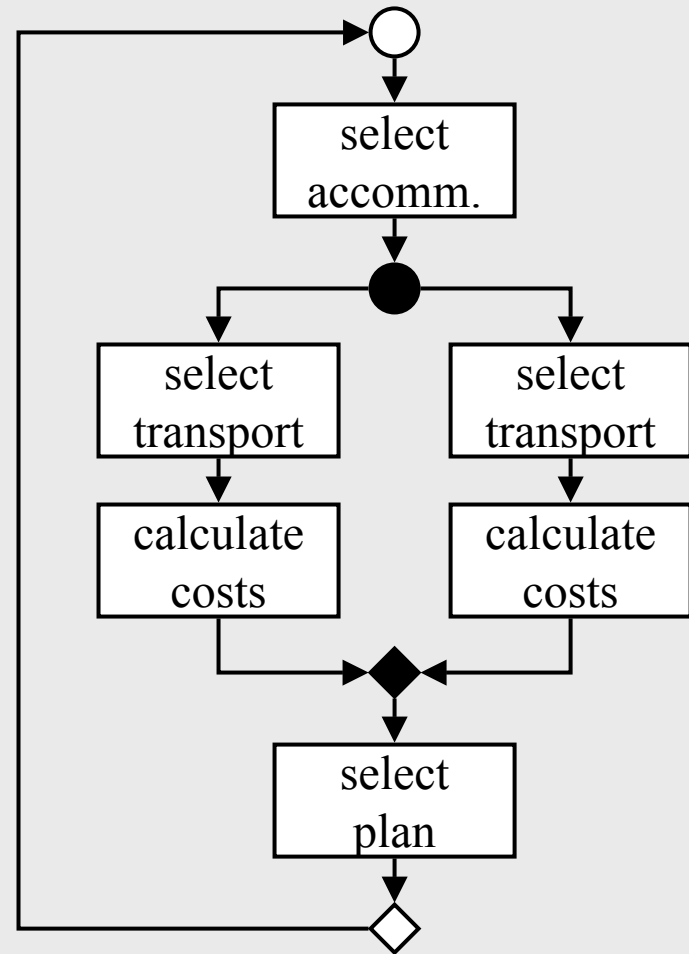 select
accomm.
select
transport
select
transport
calculate
costs
calculate
costs
select
plan